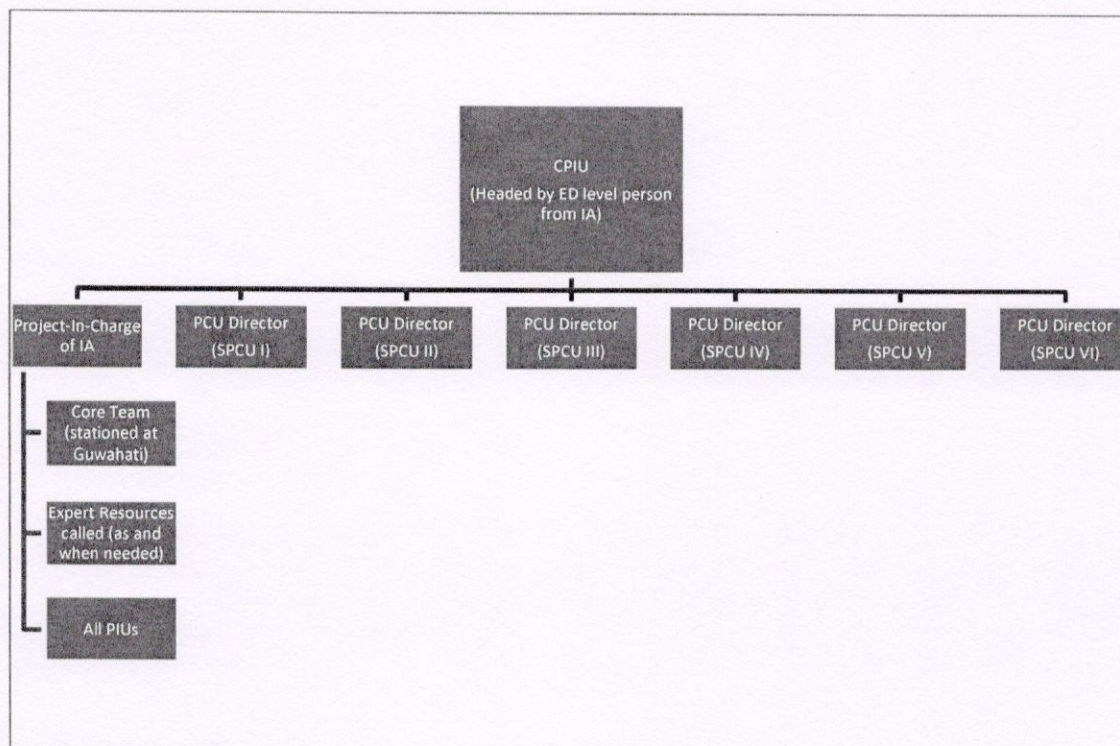 CPIU
(Headed by ED level person
from IA)
Project-In-Charge
of IA
PCU Director
(SPCU I)
PCU Director
(SPCU II)
PCU Director
(SPCU III)
PCU Director
(SPCU IV)
PCU Director
(SPCU V)
PCU Director
(SPCU VI)
Core Team
(stationed at
Guwahati)
Expert Resources
called (as and
when needed)
All PIUs